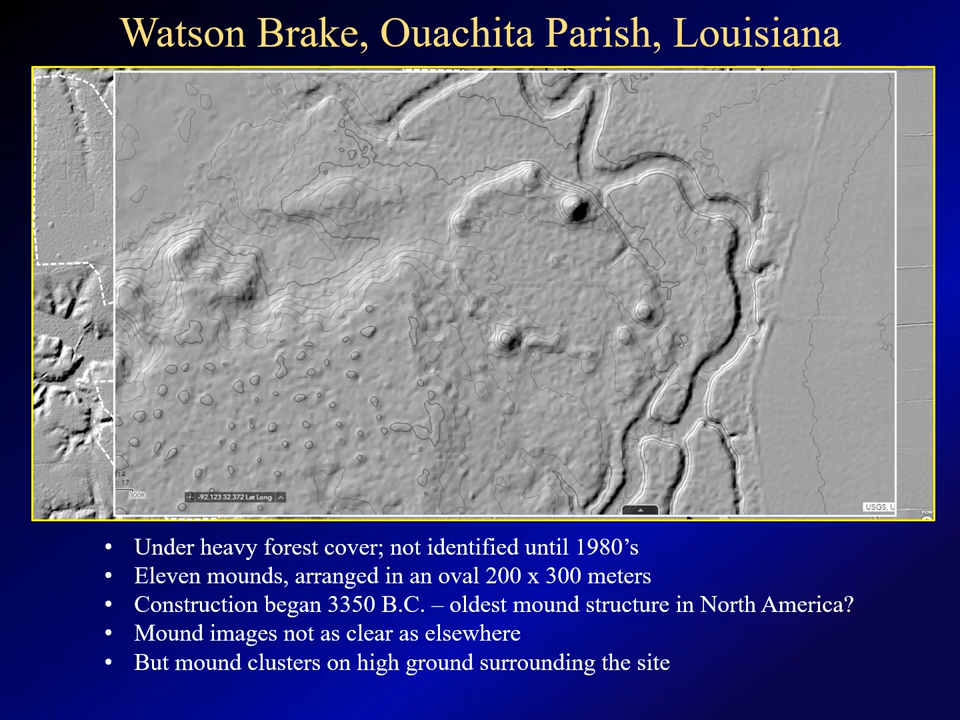 Watson Brake, Ouachita Parish, Louisiana
-92.123 32.372 Lat Long
300ft
USGS, U
• Under heavy forest cover; not identified until 1980’s
• Eleven mounds, arranged in an oval 200 x 300 meters
• Construction began 3350 B.C. – oldest mound structure in North America?
• Mound images not as clear as elsewhere
• But mound clusters on high ground surrounding the site